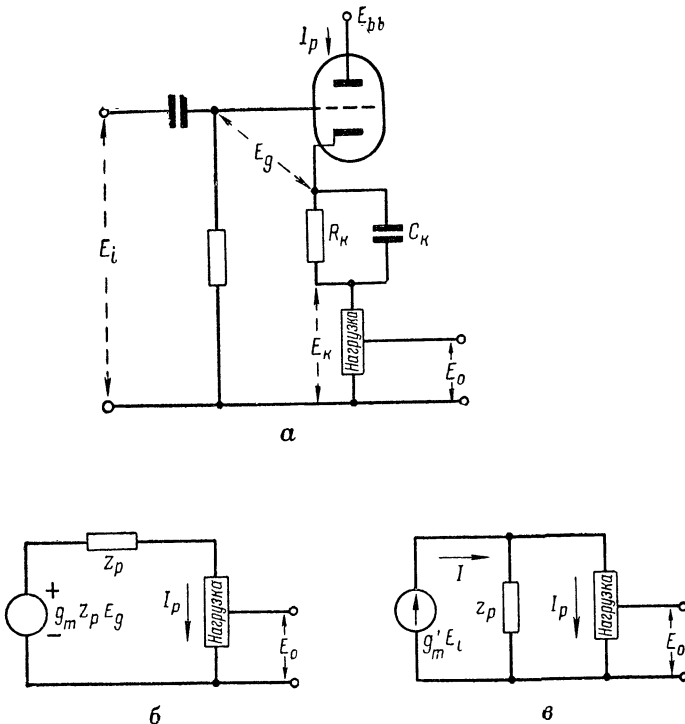 E_pb
I_p
E_g
E_i
R_к
C_к
E_к
Нагрузка
E_o
а
z_p
+
−
g_m z_p E_g
I_p
Нагрузка
E_o
б
I
g'_m E_i
z_p
I_p
Нагрузка
E_o
в